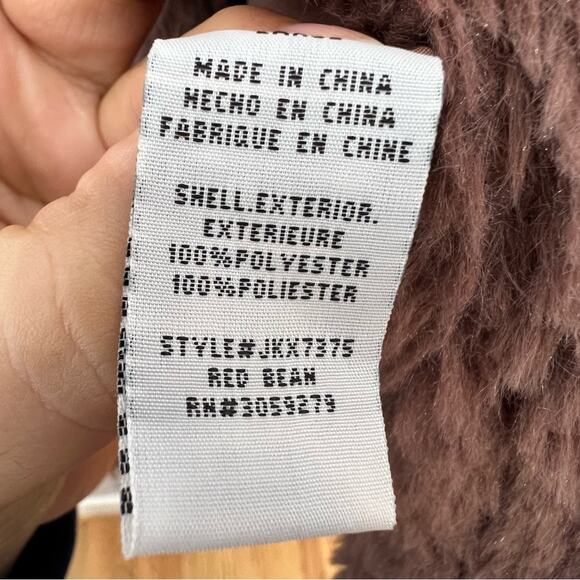 MADE IN CHINA
HECHO EN CHINA
FABRIQUE EN CHINE
SHELL.EXTERIOR.
EXTERIEURE
100%POLYESTER
100%POLIESTER
STYLE#JKX7375
RED BEAN
RN#3059279